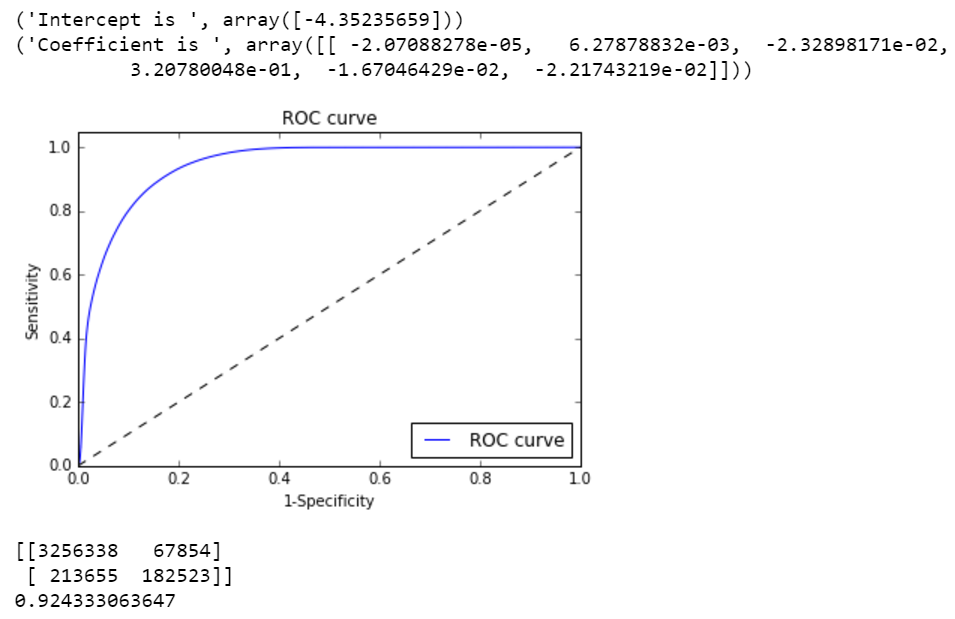 ('Intercept is ', array([-4.35235659]))
('Coefficient is ', array([[ -2.07088278e-05,   6.27878832e-03,  -2.32898171e-02,
3.20780048e-01,  -1.67046429e-02,  -2.21743219e-02]]))
ROC curve
1.0
0.8
0.6
0.4
0.2
0.0
Sensitivity
ROC curve
0.0 0.2 0.4 0.6 0.8 1.0
1-Specificity
[[3256338   67854]
[ 213655  182523]]
0.924333063647